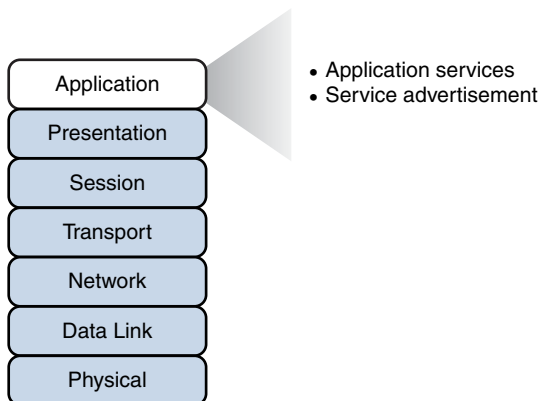 Application
• Application services
• Service advertisement
Presentation
Session
Transport
Network
Data Link
Physical